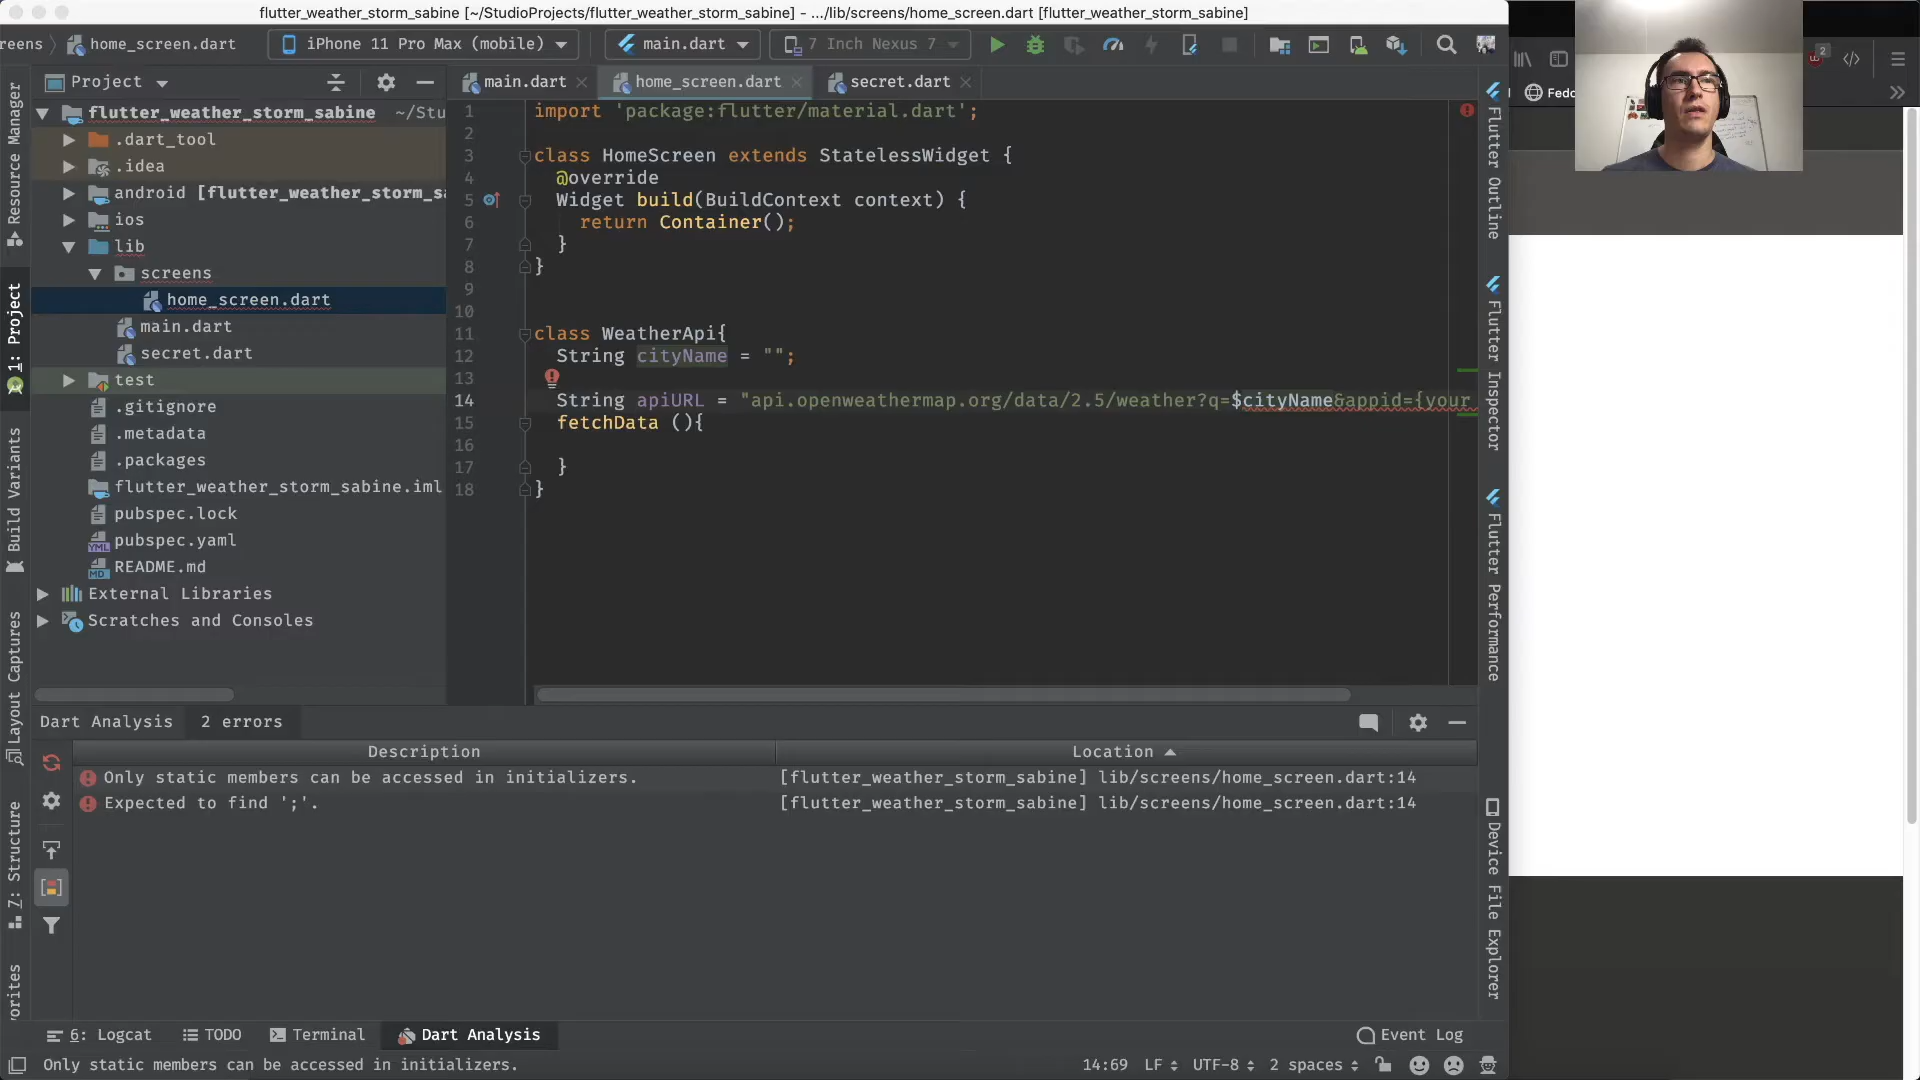 flutter_weather_storm_sabine [~/StudioProjects/flutter_weather_storm_sabine] - .../lib/screens/home_screen.dart [flutter_weather_storm_sabine]
reens
home_screen.dart
iPhone 11 Pro Max (mobile)
main.dart
7 Inch Nexus 7
2
Project
main.dart
home_screen.dart
secret.dart
flutter_weather_storm_sabine ~/Stu
.dart_tool
.idea
android [flutter_weather_storm_s
ios
lib
screens
home_screen.dart
main.dart
secret.dart
test
.gitignore
.metadata
.packages
flutter_weather_storm_sabine.iml
pubspec.lock
pubspec.yaml
README.md
External Libraries
Scratches and Consoles
1 import 'package:flutter/material.dart';
2
3 class HomeScreen extends StatelessWidget {
4 @override
5 Widget build(BuildContext context) {
6 return Container();
7 }
8 }
9
10
11 class WeatherApi{
12 String cityName = "";
13
14 String apiURL = "api.openweathermap.org/data/2.5/weather?q=$cityName&appid={your
15 fetchData (){
16
17 }
18 }
Resource Manager
1: Project
Build Variants
Layout Captures
7: Structure
vorites
Flutter Outline
Flutter Inspector
Flutter Performance
Device File Explorer
Dart Analysis
2 errors
Description
Location
Only static members can be accessed in initializers.
[flutter_weather_storm_sabine] lib/screens/home_screen.dart:14
Expected to find ';'.
[flutter_weather_storm_sabine] lib/screens/home_screen.dart:14
6: Logcat
TODO
Terminal
Dart Analysis
Event Log
Only static members can be accessed in initializers.
14:69
LF
UTF-8
2 spaces